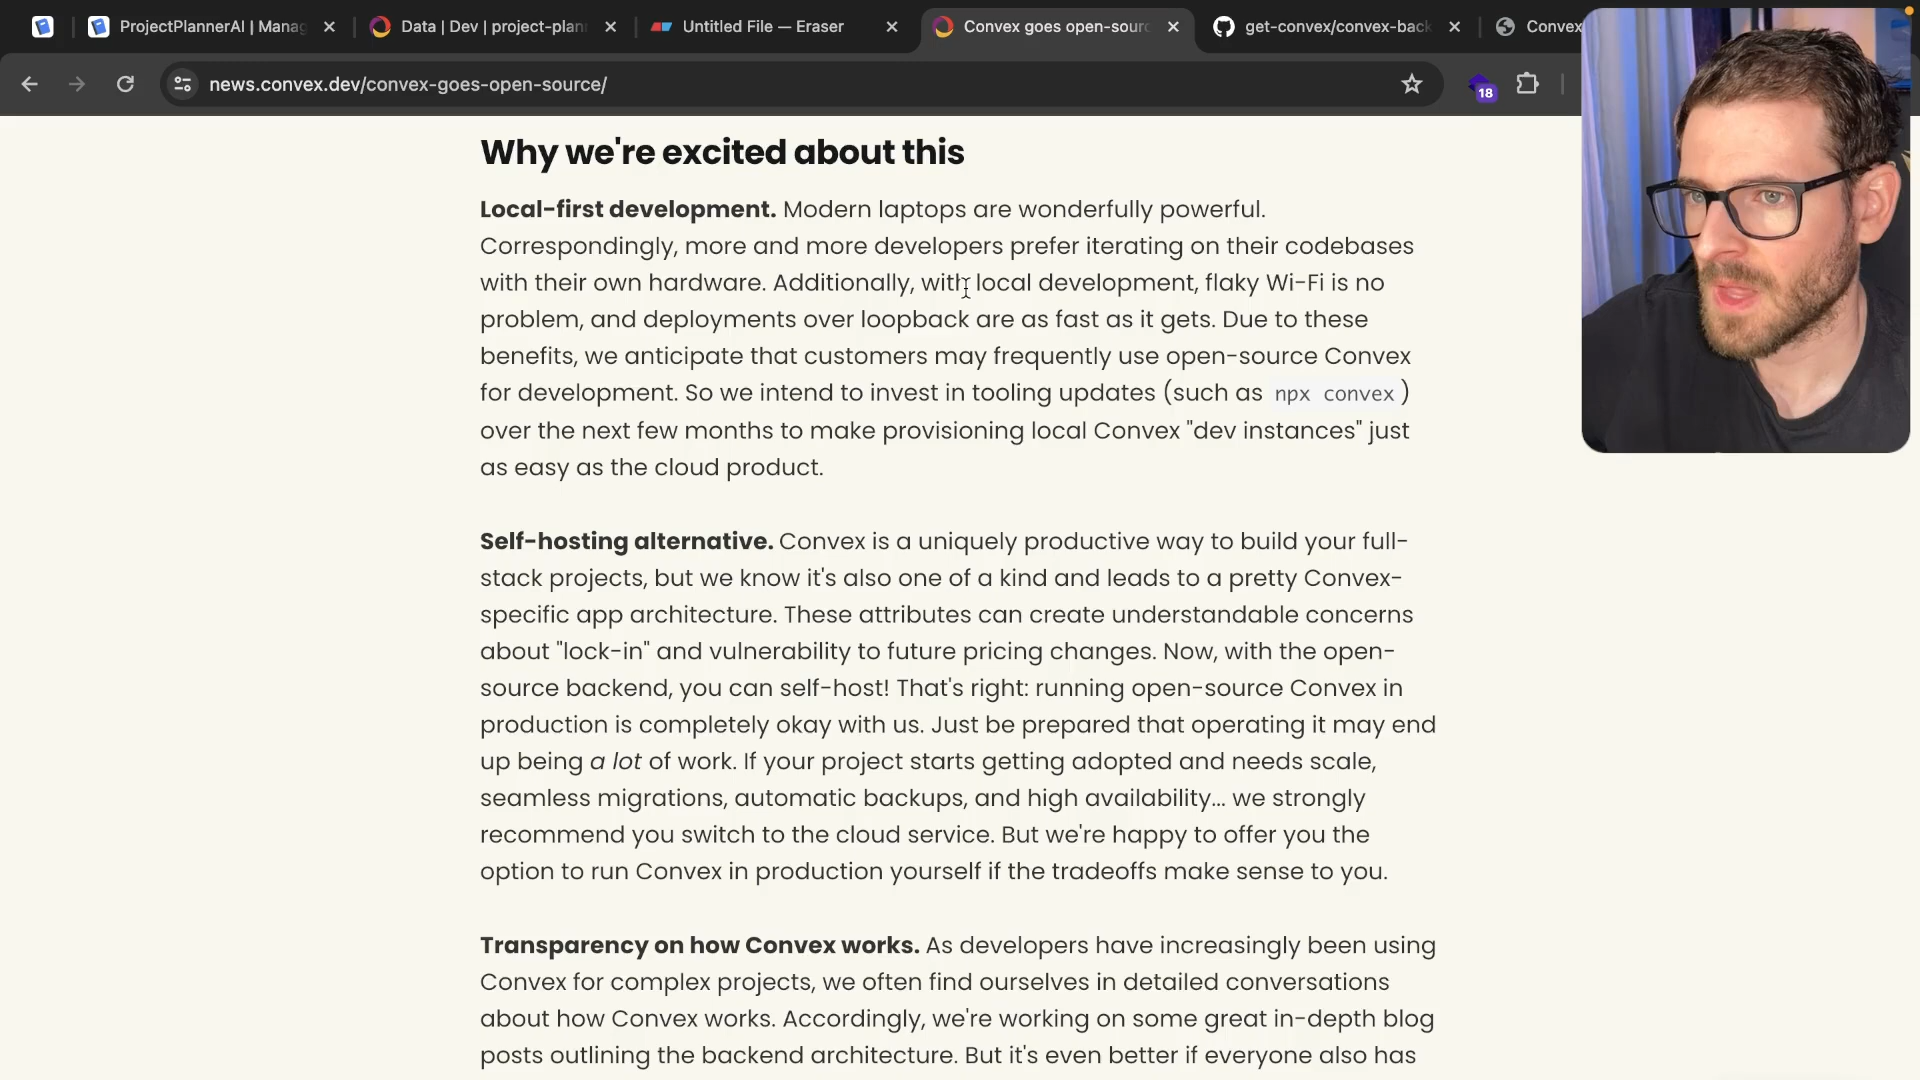 ProjectPlannerAI | Manag
Data | Dev | project-plann
Untitled File — Eraser
Convex goes open-sourc
get-convex/convex-back
Convex
news.convex.dev/convex-goes-open-source/
18
Why we're excited about this
Local-first development. Modern laptops are wonderfully powerful.
Correspondingly, more and more developers prefer iterating on their codebases
with their own hardware. Additionally, with local development, flaky Wi-Fi is no
problem, and deployments over loopback are as fast as it gets. Due to these
benefits, we anticipate that customers may frequently use open-source Convex
for development. So we intend to invest in tooling updates (such as npx convex)
over the next few months to make provisioning local Convex "dev instances" just
as easy as the cloud product.
Self-hosting alternative. Convex is a uniquely productive way to build your full-
stack projects, but we know it's also one of a kind and leads to a pretty Convex-
specific app architecture. These attributes can create understandable concerns
about "lock-in" and vulnerability to future pricing changes. Now, with the open-
source backend, you can self-host! That's right: running open-source Convex in
production is completely okay with us. Just be prepared that operating it may end
up being a lot of work. If your project starts getting adopted and needs scale,
seamless migrations, automatic backups, and high availability... we strongly
recommend you switch to the cloud service. But we're happy to offer you the
option to run Convex in production yourself if the tradeoffs make sense to you.
Transparency on how Convex works. As developers have increasingly been using
Convex for complex projects, we often find ourselves in detailed conversations
about how Convex works. Accordingly, we're working on some great in-depth blog
posts outlining the backend architecture. But it's even better if everyone also has